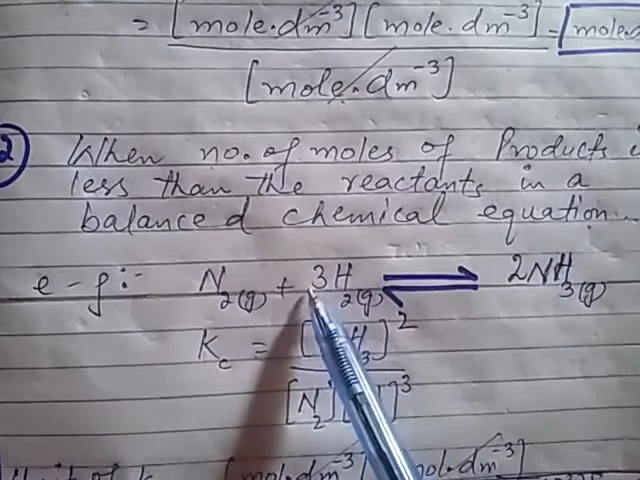 = [mole.dm⁻³][mole.dm⁻³] = [mole.d
[mole.dm⁻³]
2 When no. of moles of Products i
less than the reactants in a
balanced chemical equation..
e-g:- N₂(g) + 3H₂(g) ⇌ 2NH₃(g)
Kc = [ H₃]²
[N₂][ ]³
[mol.dm⁻³] mol.dm⁻³]